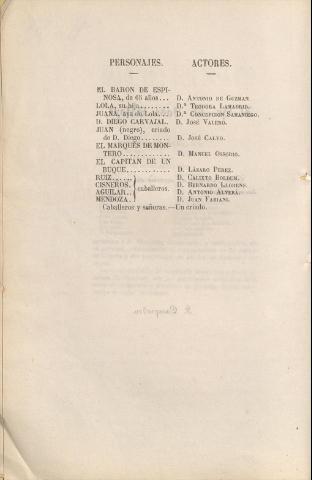 PERSONAJES. ACTORES.
EL BARON DE ESPI-
NOSA, de 65 años... D. Antonio de Guzman.
LOLA, su hija........ D.ª Teodora Lamadrid.
JUANA, aya de Lola... D.ª Concepcion Samaniego.
D. DIEGO CARVAJAL. D. José Valero.
JUAN (negro), criado
de D. Diego........ D. José Calvo.
EL MARQUÉS DE MON-
TERO............ D. Manuel Ossorio.
EL CAPITAN DE UN
BUQUE........... D. Lázaro Perez.
RUIZ..... D. Calixto Boldun.
CISNEROS. caballeros. D. Bernardo Llorens.
AGUILAR.. D. Antonio Alverá.
MENDOZA. D. Juan Fabiani.
Caballeros y señoras.—Un criado.